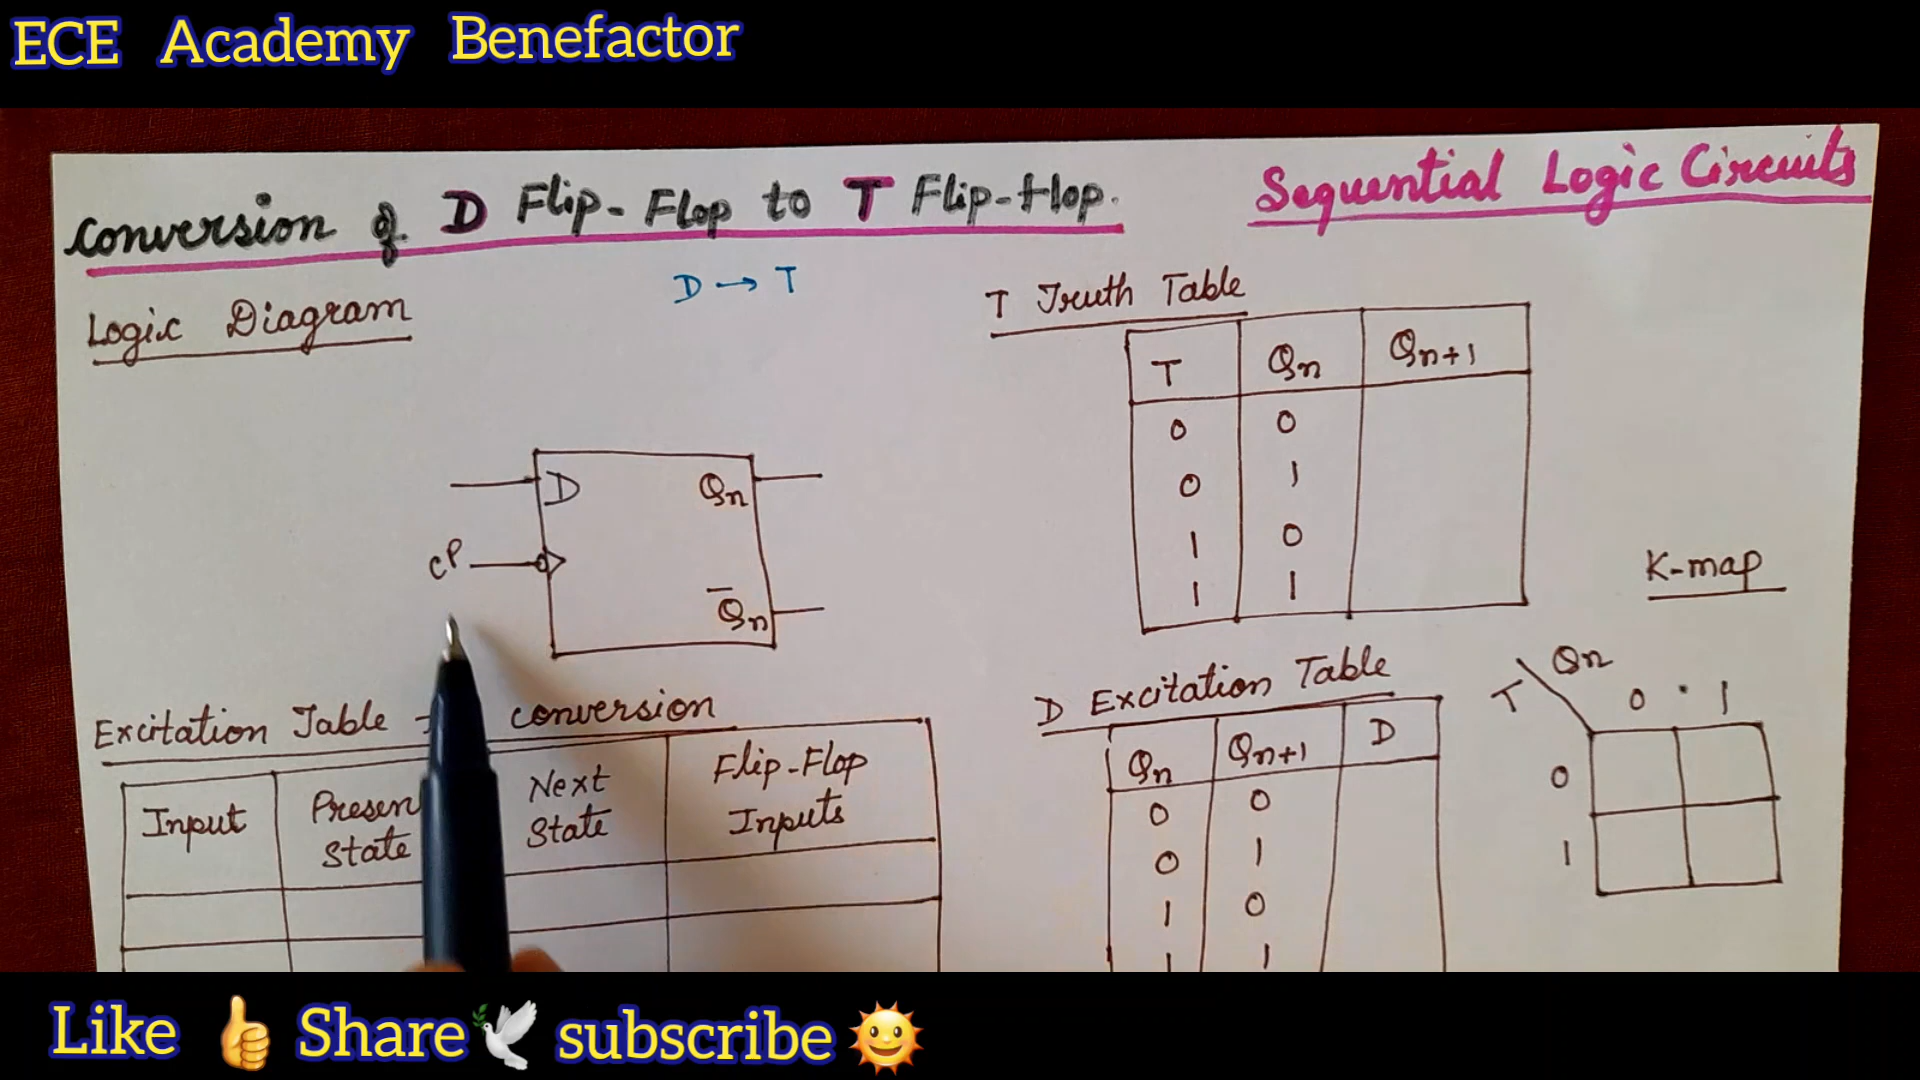 ECE Academy Benefactor
Conversion of D Flip-Flop to T Flip-flop.
Sequential Logic Circuits
D → T
Logic Diagram
D
Qn
CP
Q̅n
T Truth Table
T Qn Qn+1
0 0
0 1
1 0
1 1
K-map
Qn
T
0 1
0
1
Excitation Table conversion
Input
Present State
Next State
Flip-Flop Inputs
D Excitation Table
Qn Qn+1 D
0 0
0 1
1 0
1 1
Like 👍 Share🕊 subscribe 🌞